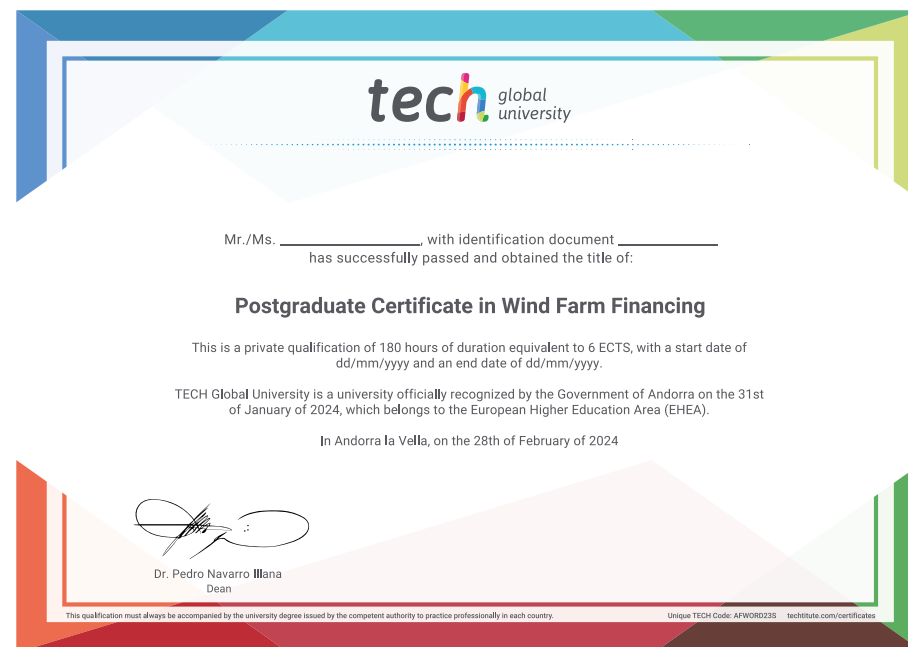 tech global
university
Mr./Ms. ____________________, with identification document ______________
has successfully passed and obtained the title of:
Postgraduate Certificate in Wind Farm Financing
This is a private qualification of 180 hours of duration equivalent to 6 ECTS, with a start date of
dd/mm/yyyy and an end date of dd/mm/yyyy.
TECH Global University is a university officially recognized by the Government of Andorra on the 31st
of January of 2024, which belongs to the European Higher Education Area (EHEA).
In Andorra la Vella, on the 28th of February of 2024
Dr. Pedro Navarro Illana
Dean
This qualification must always be accompanied by the university degree issued by the competent authority to practice professionally in each country.
Unique TECH Code: AFWORD23S techtitute.com/certificates